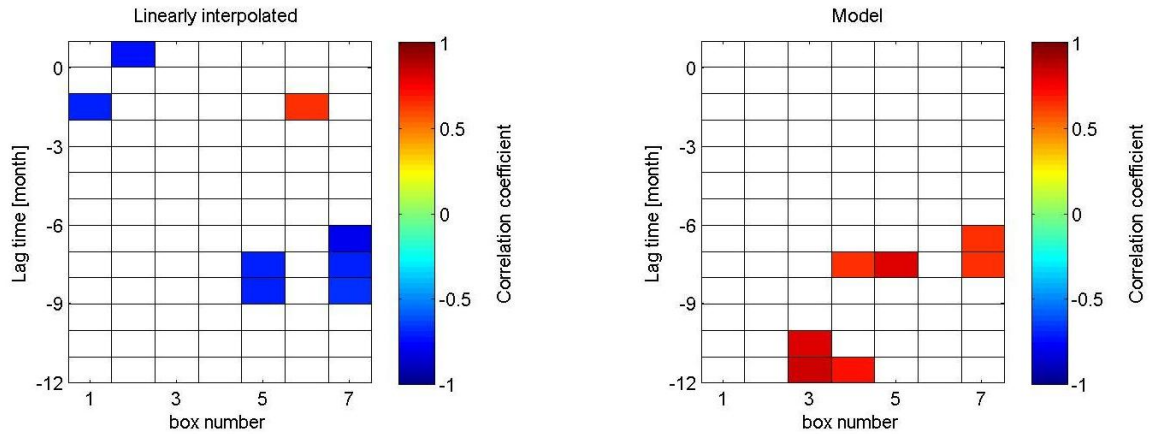 Linearly interpolated
0
-3
-6
-9
-12
Lag time [month]
1 3 5 7
box number
1
0.5
0
-0.5
-1
Correlation coefficient
Model
0
-3
-6
-9
-12
Lag time [month]
1 3 5 7
box number
1
0.5
0
-0.5
-1
Correlation coefficient